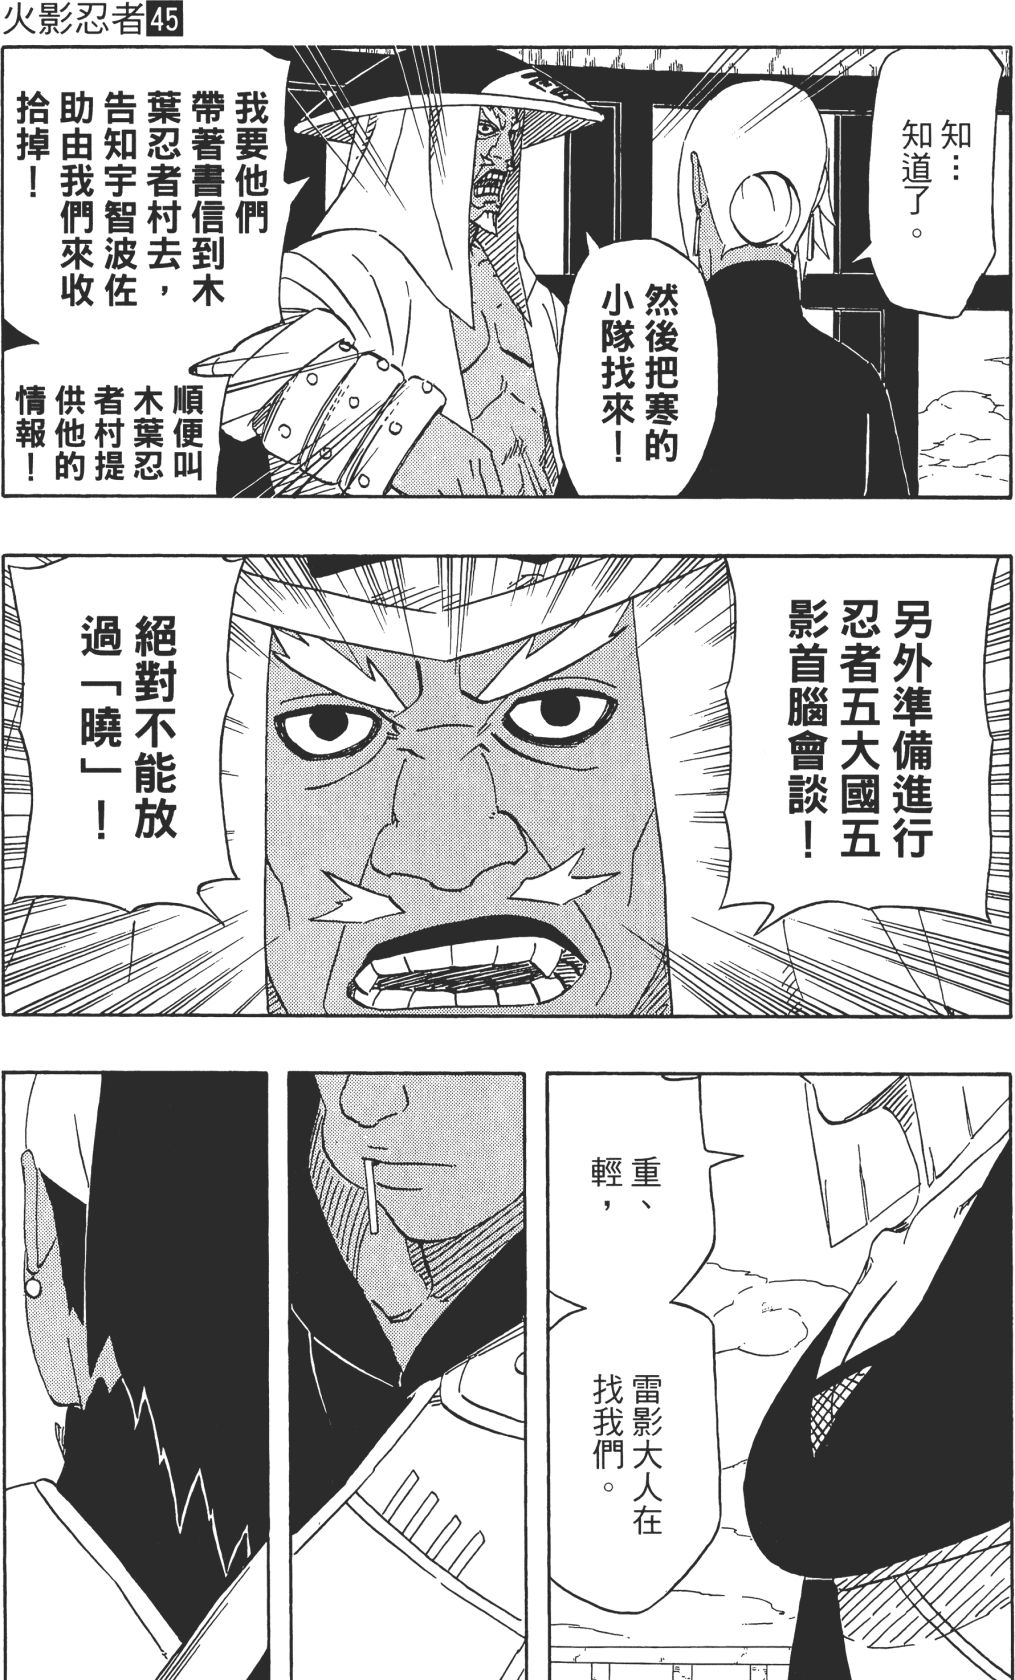 火影忍者45
知…
知道了。
然後把寒的
小隊找來！
我要他們
帶著書信到木
葉忍者村去，
告知宇智波佐
助由我們來收
拾掉！
順便叫
木葉忍
者村提
供他的
情報！
另外準備進行
忍者五大國五
影首腦會談！
絕對不能放
過「曉」！
重、
輕，
雷影大人在
找我們。